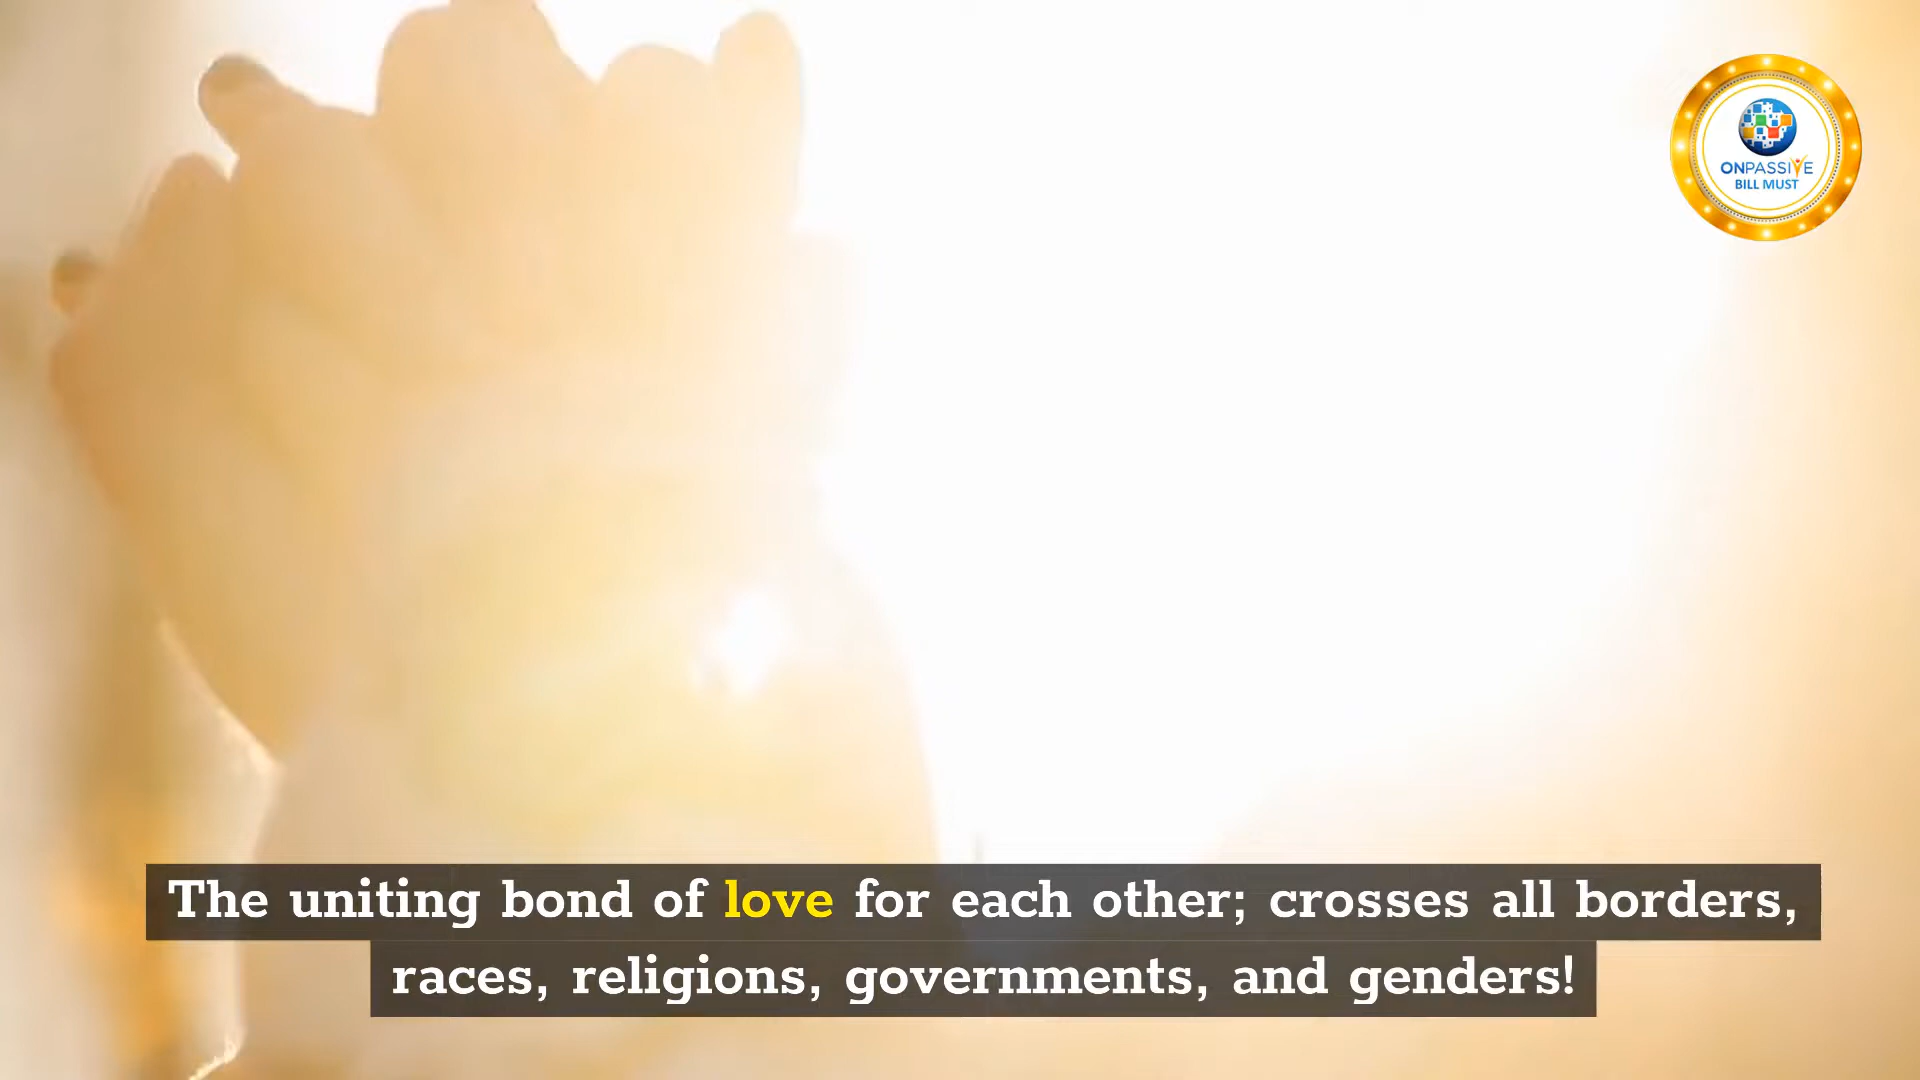 ONPASSIVE
BILL MUST
The uniting bond of love for each other; crosses all borders,
races, religions, governments, and genders!